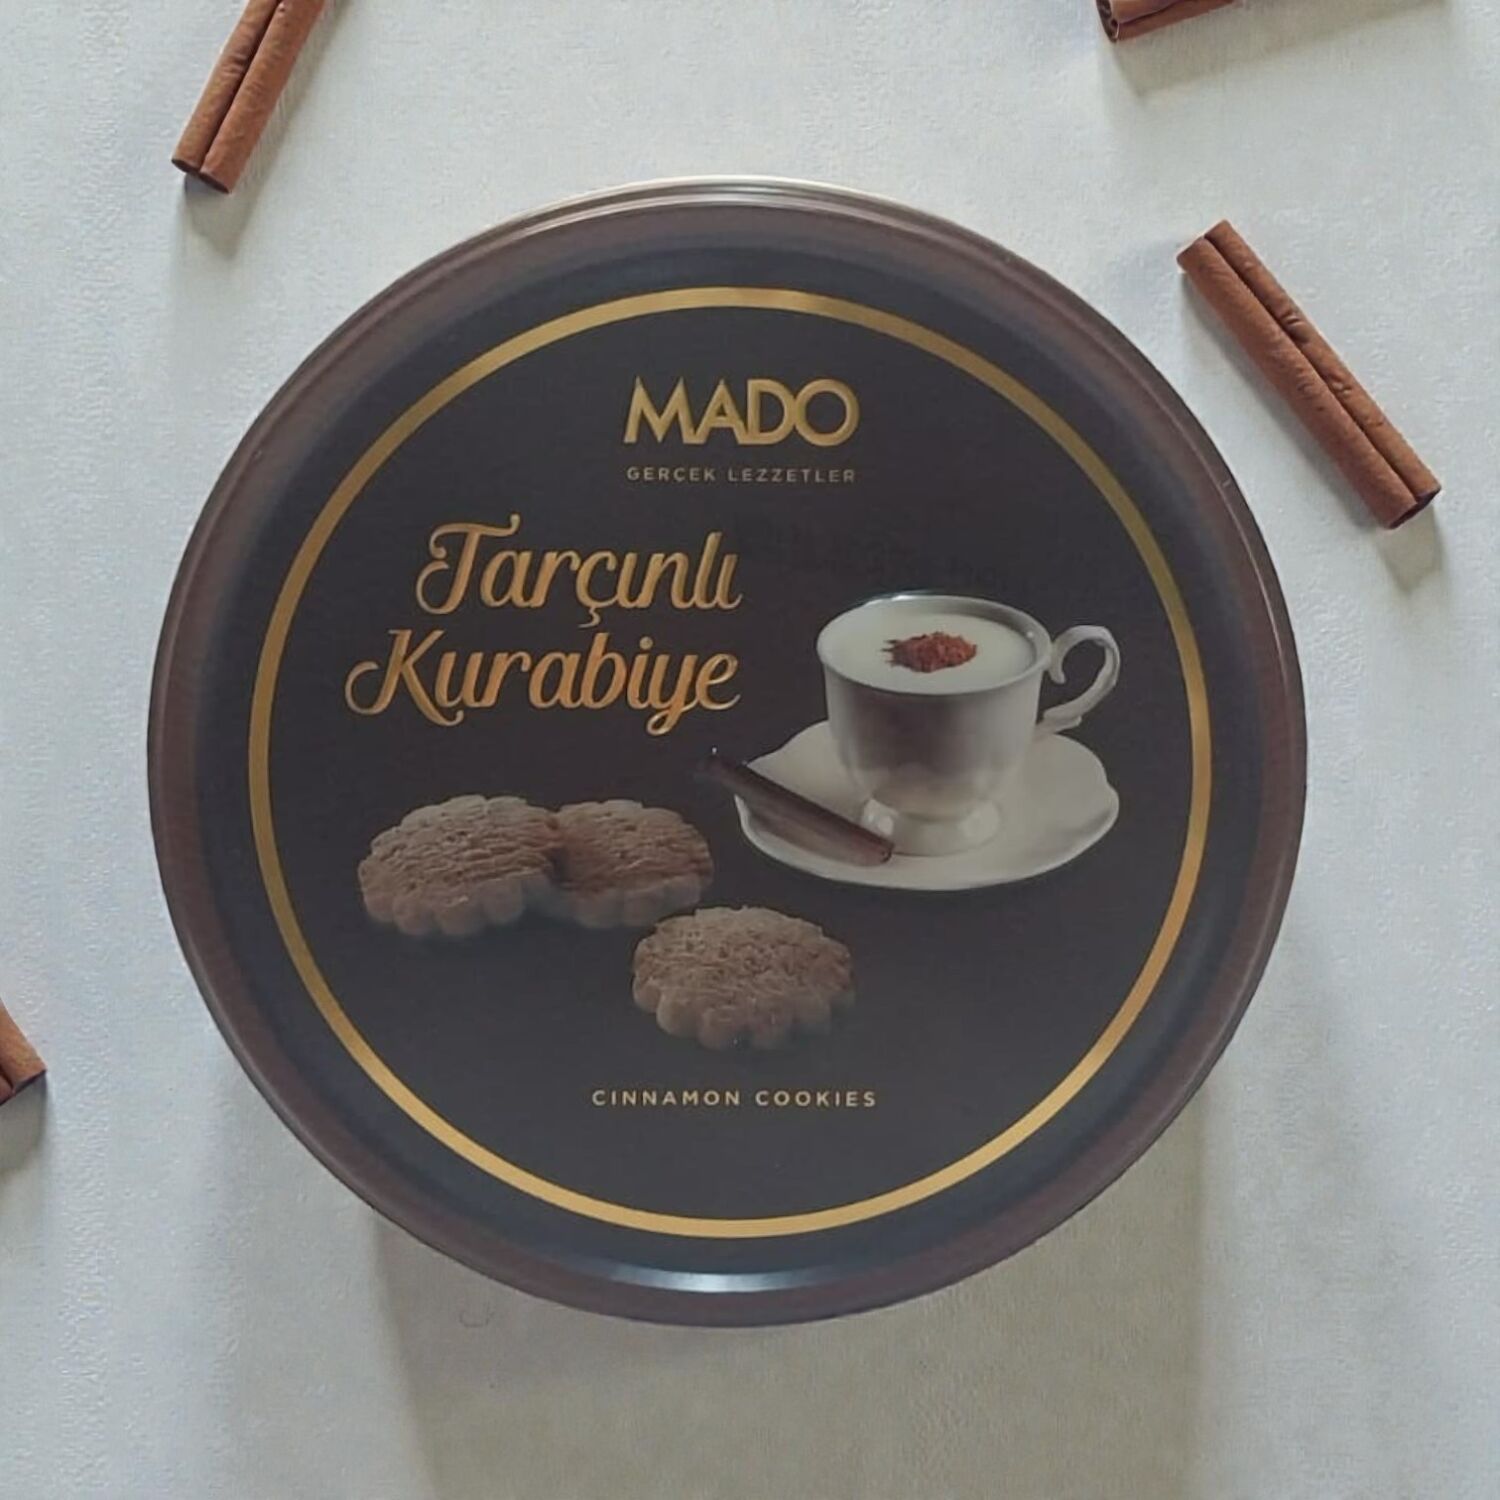 MADO
GERÇEK LEZZETLER
Tarçınlı
Kurabiye
CINNAMON COOKIES